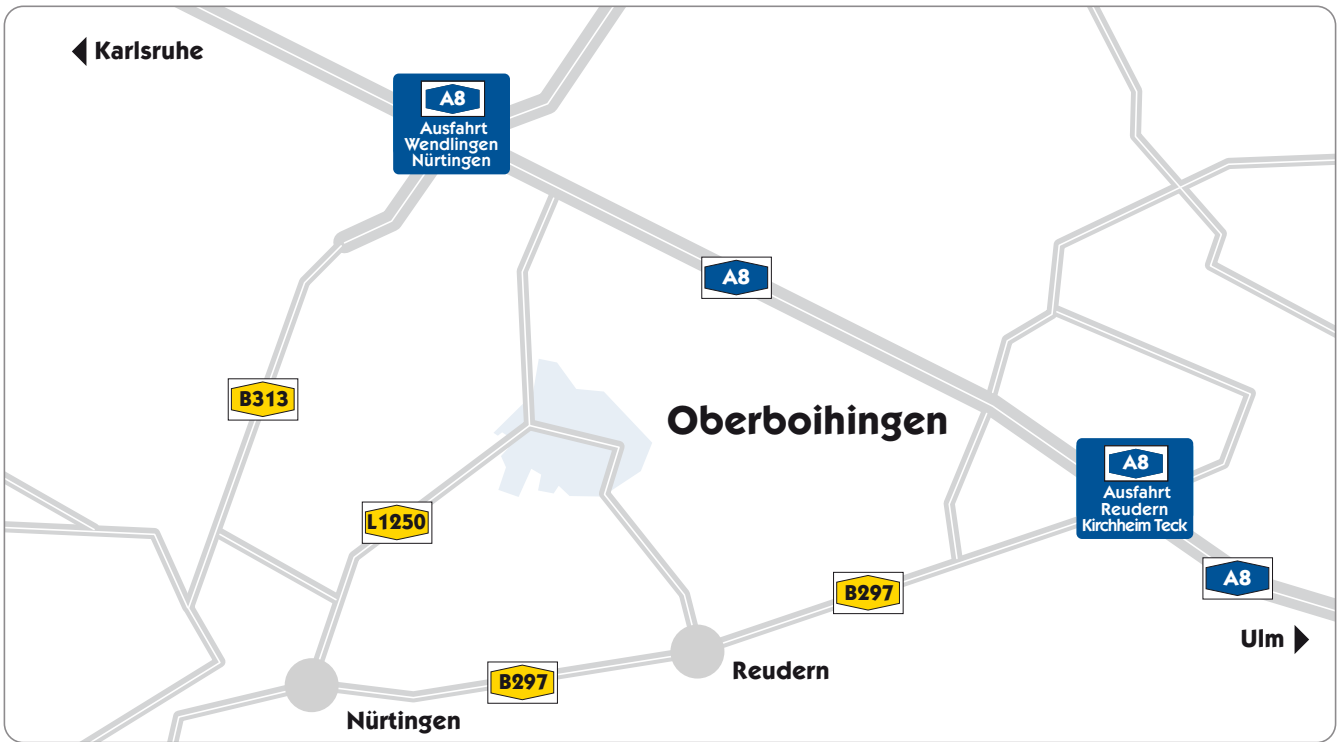 Karlsruhe
A8
Ausfahrt
Wendlingen
Nürtingen
A8
B313
Oberboihingen
A8
Ausfahrt
Reudern
Kirchheim Teck
L1250
A8
B297
Ulm
Reudern
B297
Nürtingen